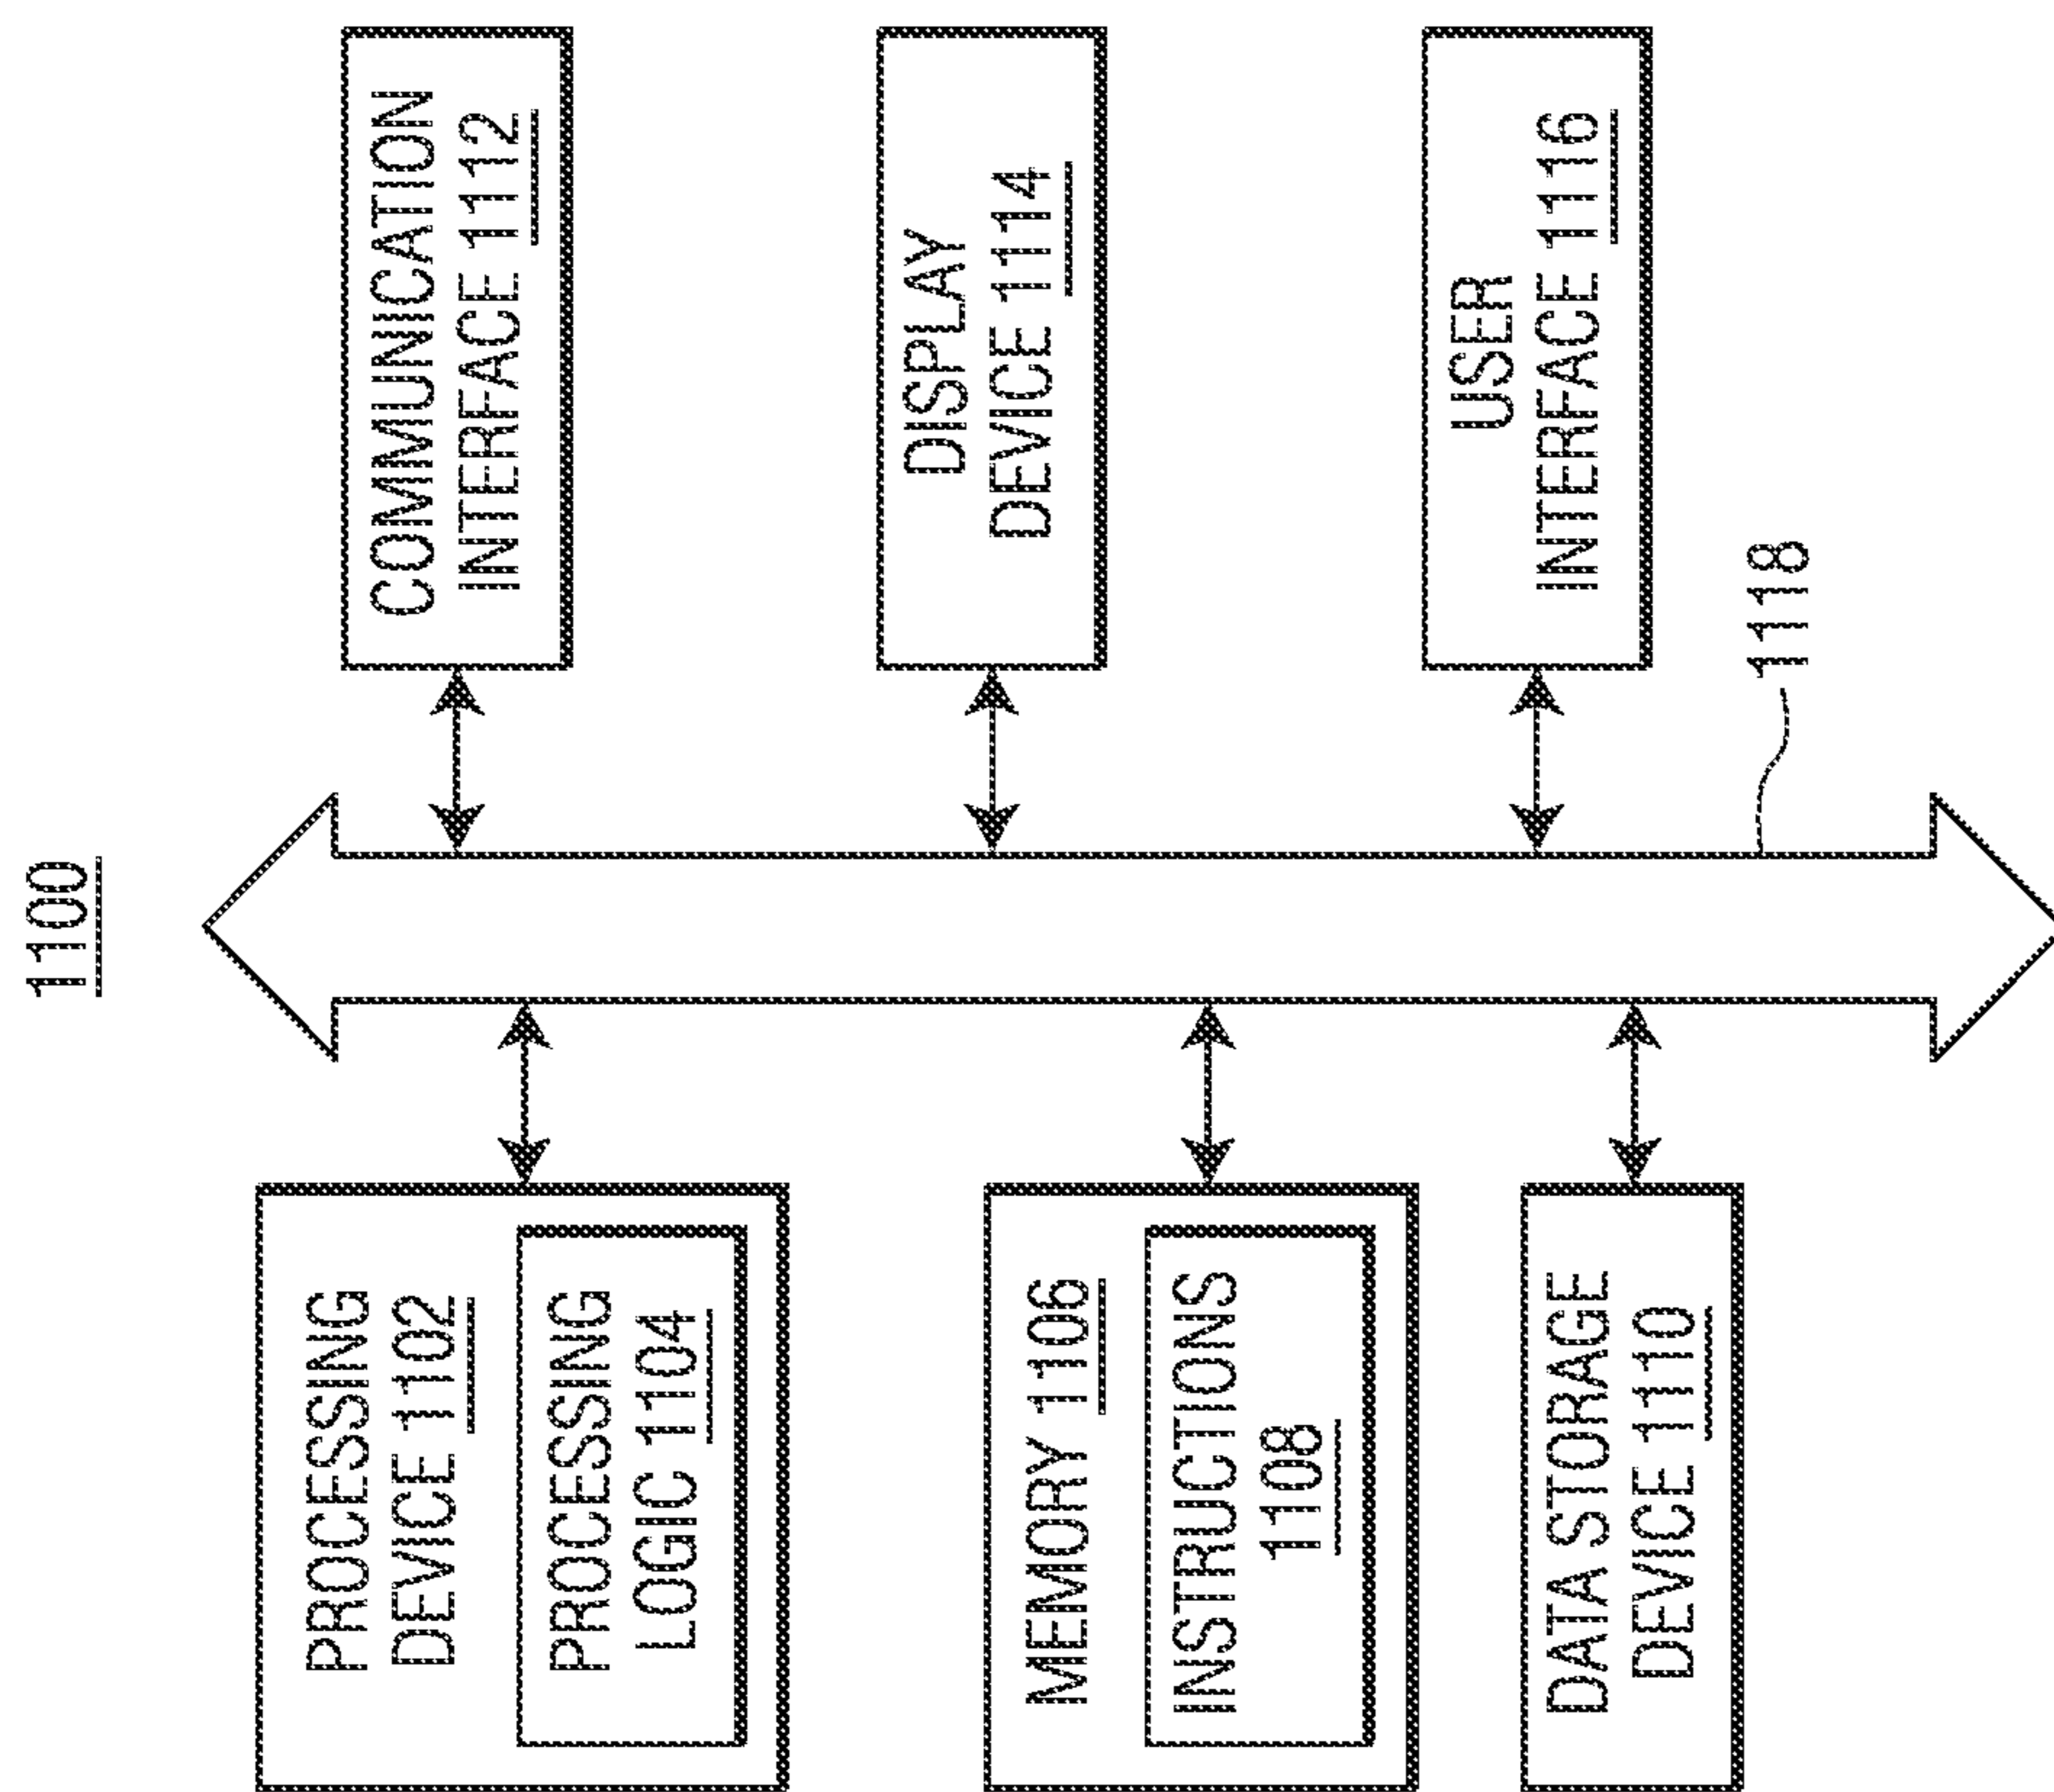 1100
PROCESSING
DEVICE 1102
PROCESSING
LOGIC 1104
MEMORY 1106
INSTRUCTIONS
1108
DATA STORAGE
DEVICE 1110
COMMUNICATION
INTERFACE 1112
DISPLAY
DEVICE 1114
USER
INTERFACE 1116
1118